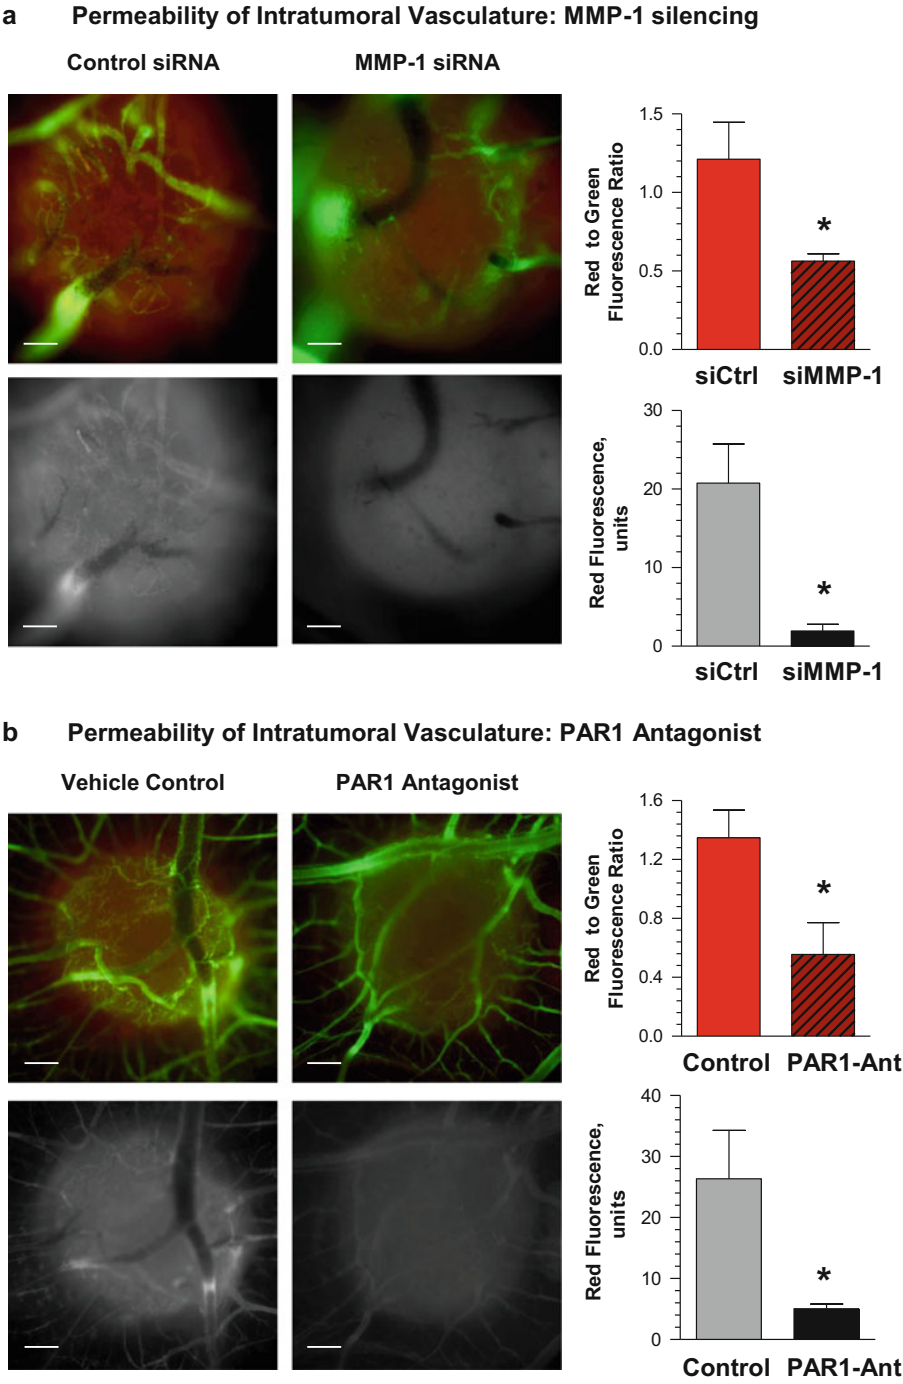 a Permeability of Intratumoral Vasculature: MMP-1 silencing
Control siRNA
MMP-1 siRNA
Red to Green
Fluorescence Ratio
1.5
1.0
0.5
0.0
*
siCtrl siMMP-1
Red Fluorescence,
units
30
20
10
0
*
siCtrl siMMP-1
b Permeability of Intratumoral Vasculature: PAR1 Antagonist
Vehicle Control
PAR1 Antagonist
Red to Green
Fluorescence Ratio
1.6
1.2
0.8
0.4
0.0
*
Control PAR1-Ant
Red Fluorescence,
units
40
30
20
10
0
*
Control PAR1-Ant